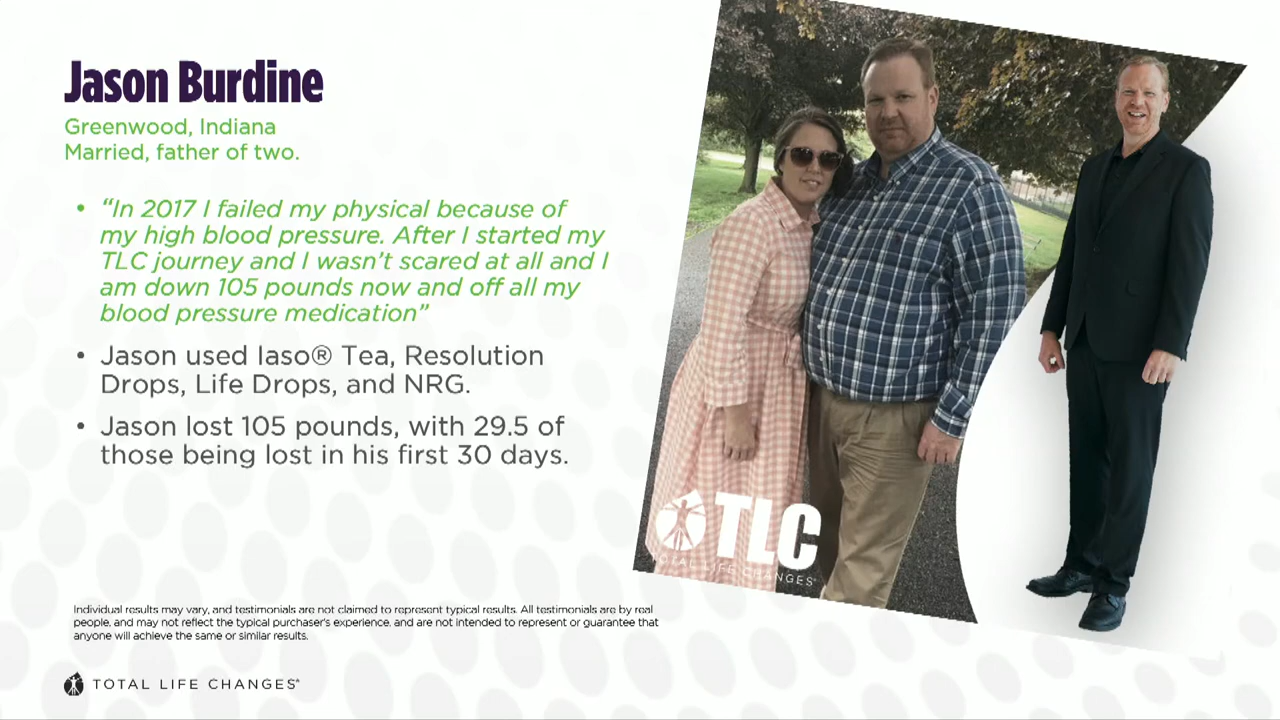 Jason Burdine
Greenwood, Indiana
Married, father of two.
• “In 2017 I failed my physical because of
my high blood pressure. After I started my
TLC journey and I wasn’t scared at all and I
am down 105 pounds now and off all my
blood pressure medication”
• Jason used Iaso® Tea, Resolution
Drops, Life Drops, and NRG.
• Jason lost 105 pounds, with 29.5 of
those being lost in his first 30 days.
TLC
TOTAL LIFE CHANGES®
Individual results may vary, and testimonials are not claimed to represent typical results. All testimonials are by real
people, and may not reflect the typical purchaser's experience, and are not intended to represent or guarantee that
anyone will achieve the same or similar results.
TOTAL LIFE CHANGES®